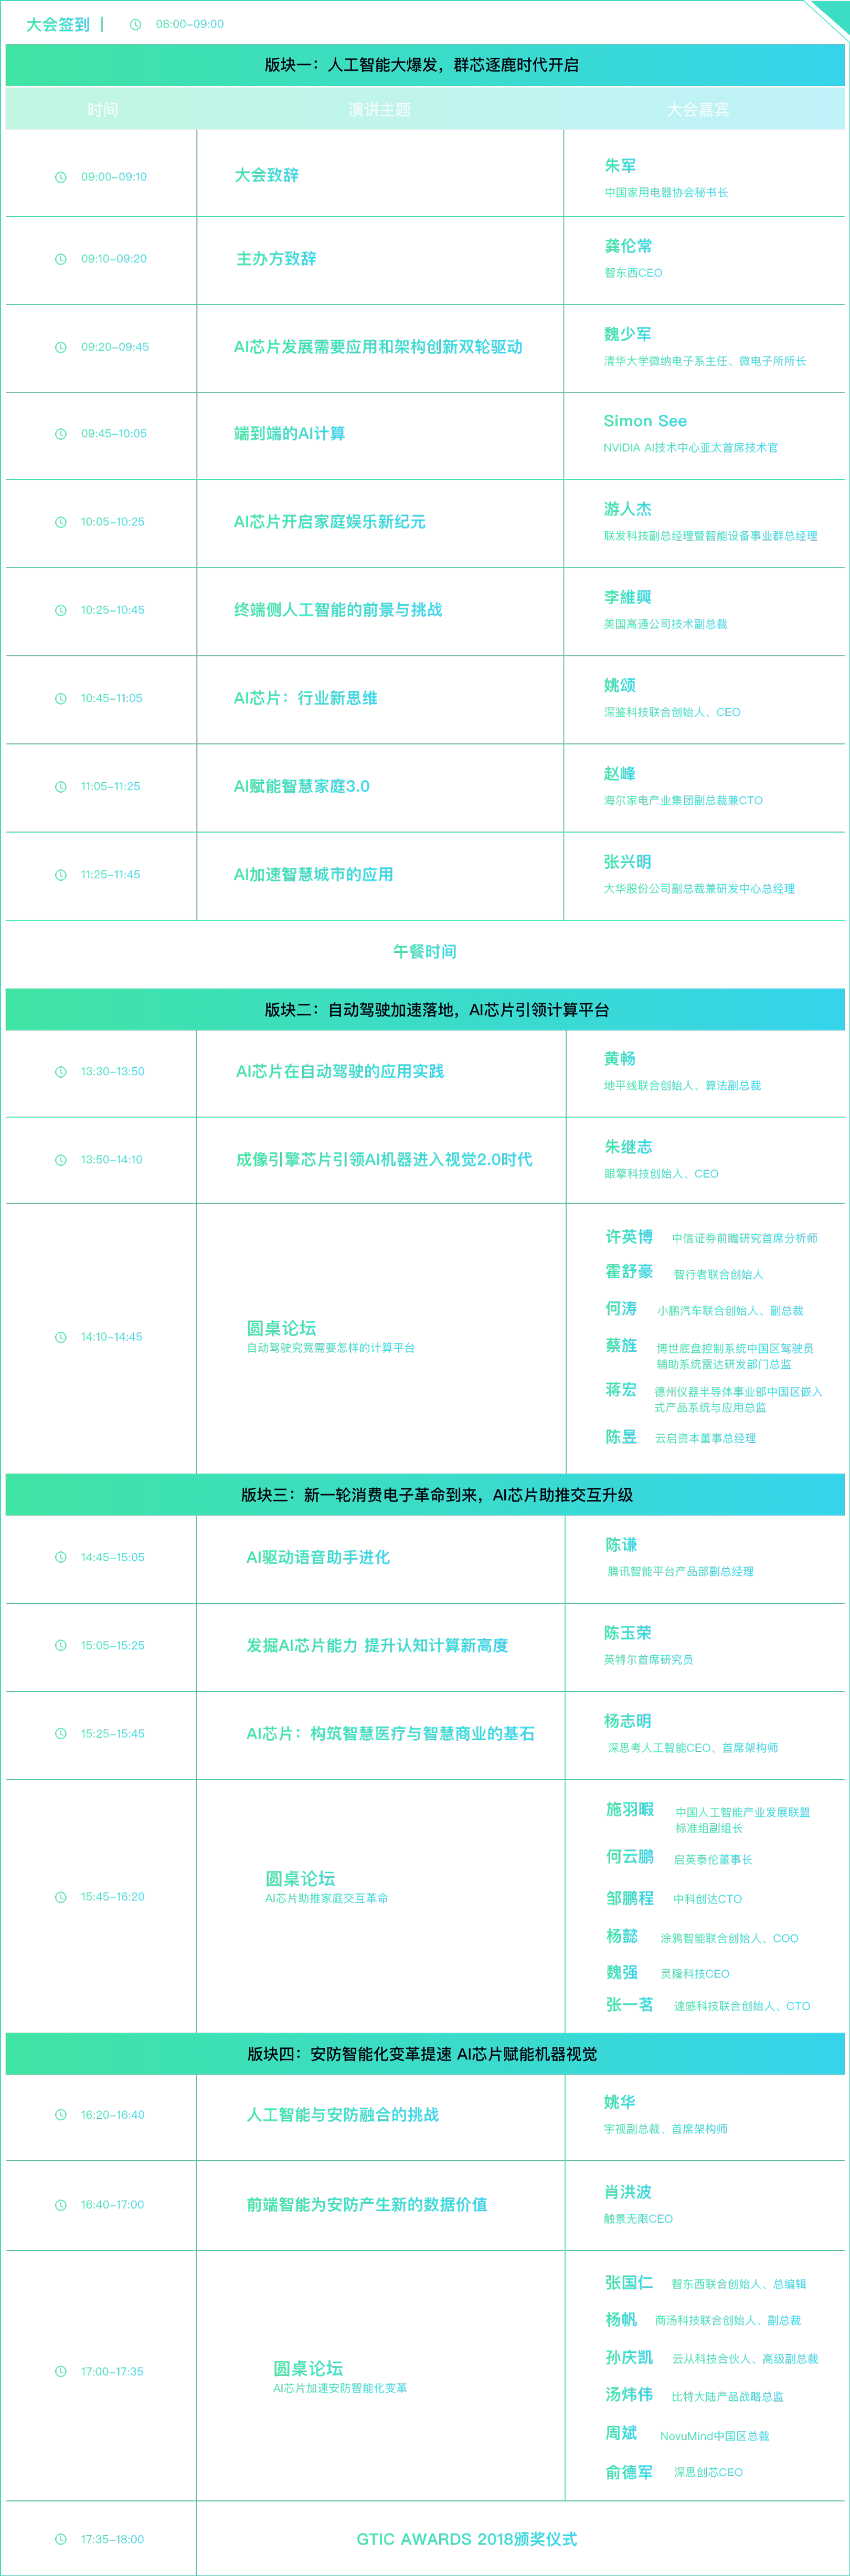 大会签到 | 08:00-09:00
版块一：人工智能大爆发，群芯逐鹿时代开启
时间 演讲主题 大会嘉宾
09:00-09:10 大会致辞 朱军
中国家用电器协会秘书长
09:10-09:20 主办方致辞 龚伦常
智东西CEO
09:20-09:45 AI芯片发展需要应用和架构创新双轮驱动 魏少军
清华大学微纳电子系主任、微电子所所长
09:45-10:05 端到端的AI计算 Simon See
NVIDIA AI技术中心亚太首席技术官
10:05-10:25 AI芯片开启家庭娱乐新纪元 游人杰
联发科技副总经理暨智能设备事业群总经理
10:25-10:45 终端侧人工智能的前景与挑战 李維興
美国高通公司技术副总裁
10:45-11:05 AI芯片：行业新思维 姚颂
深鉴科技联合创始人、CEO
11:05-11:25 AI赋能智慧家庭3.0 赵峰
海尔家电产业集团副总裁兼CTO
11:25-11:45 AI加速智慧城市的应用 张兴明
大华股份公司副总裁兼研发中心总经理
午餐时间
版块二：自动驾驶加速落地，AI芯片引领计算平台
13:30-13:50 AI芯片在自动驾驶的应用实践 黄畅
地平线联合创始人、算法副总裁
13:50-14:10 成像引擎芯片引领AI机器进入视觉2.0时代 朱继志
眼擎科技创始人、CEO
14:10-14:45 圆桌论坛
自动驾驶究竟需要怎样的计算平台
许英博 中信证券前瞻研究首席分析师
霍舒豪 智行者联合创始人
何涛 小鹏汽车联合创始人、副总裁
蔡旌 博世底盘控制系统中国区驾驶员
辅助系统雷达研发部门总监
蒋宏 德州仪器半导体事业部中国区嵌入
式产品系统与应用总监
陈昱 云启资本董事总经理
版块三：新一轮消费电子革命到来，AI芯片助推交互升级
14:45-15:05 AI驱动语音助手进化 陈谦
腾讯智能平台产品部副总经理
15:05-15:25 发掘AI芯片能力 提升认知计算新高度 陈玉荣
英特尔首席研究员
15:25-15:45 AI芯片：构筑智慧医疗与智慧商业的基石 杨志明
深思考人工智能CEO、首席架构师
15:45-16:20 圆桌论坛
AI芯片助推家庭交互革命
施羽暇 中国人工智能产业发展联盟
标准组副组长
何云鹏 启英泰伦董事长
邹鹏程 中科创达CTO
杨懿 涂鸦智能联合创始人、COO
魏强 灵隆科技CEO
张一茗 速感科技联合创始人、CTO
版块四：安防智能化变革提速 AI芯片赋能机器视觉
16:20-16:40 人工智能与安防融合的挑战 姚华
宇视副总裁、首席架构师
16:40-17:00 前端智能为安防产生新的数据价值 肖洪波
触景无限CEO
17:00-17:35 圆桌论坛
AI芯片加速安防智能化变革
张国仁 智东西联合创始人、总编辑
杨帆 商汤科技联合创始人、副总裁
孙庆凯 云从科技合伙人、高级副总裁
汤炜伟 比特大陆产品战略总监
周斌 NovuMind中国区总裁
俞德军 深思创芯CEO
17:35-18:00 GTIC AWARDS 2018颁奖仪式